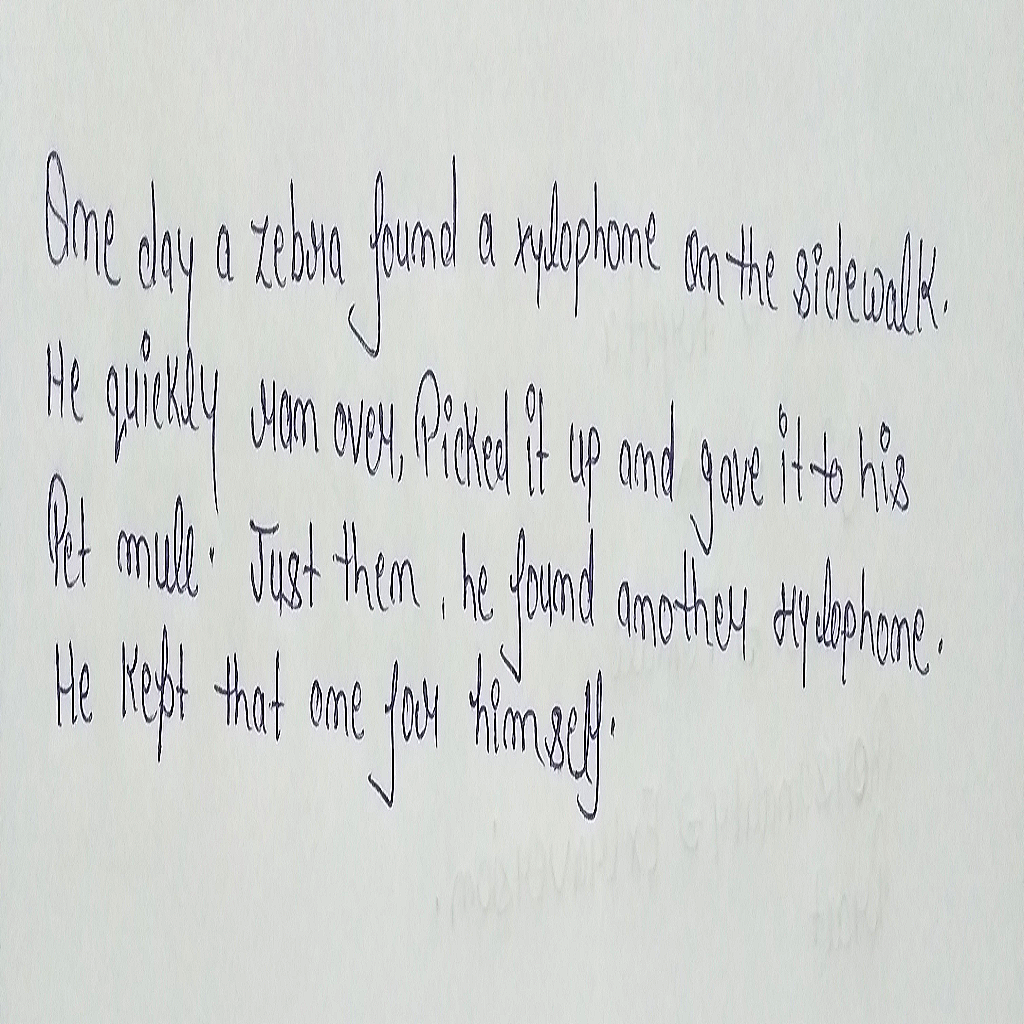 One day a zebra found a xylophone on the sidewalk.
He quickly ran over, Picked it up and gave it to his
Pet mule. Just then, he found another xylophone.
He Kept that one for himself.